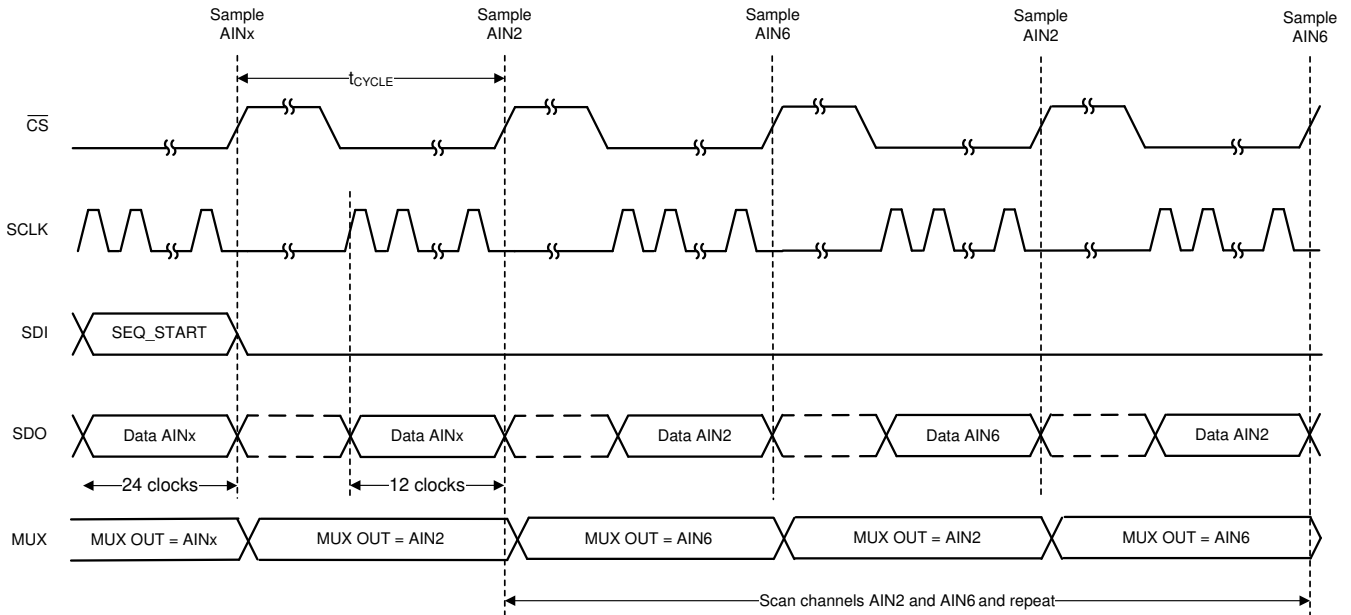 Sample
AINx
Sample
AIN2
Sample
AIN6
Sample
AIN2
Sample
AIN6
tCYCLE
CS
SCLK
SDI
SEQ_START
SDO
Data AINx
Data AINx
Data AIN2
Data AIN6
Data AIN2
24 clocks
12 clocks
MUX
MUX OUT = AINx
MUX OUT = AIN2
MUX OUT = AIN6
MUX OUT = AIN2
MUX OUT = AIN6
Scan channels AIN2 and AIN6 and repeat